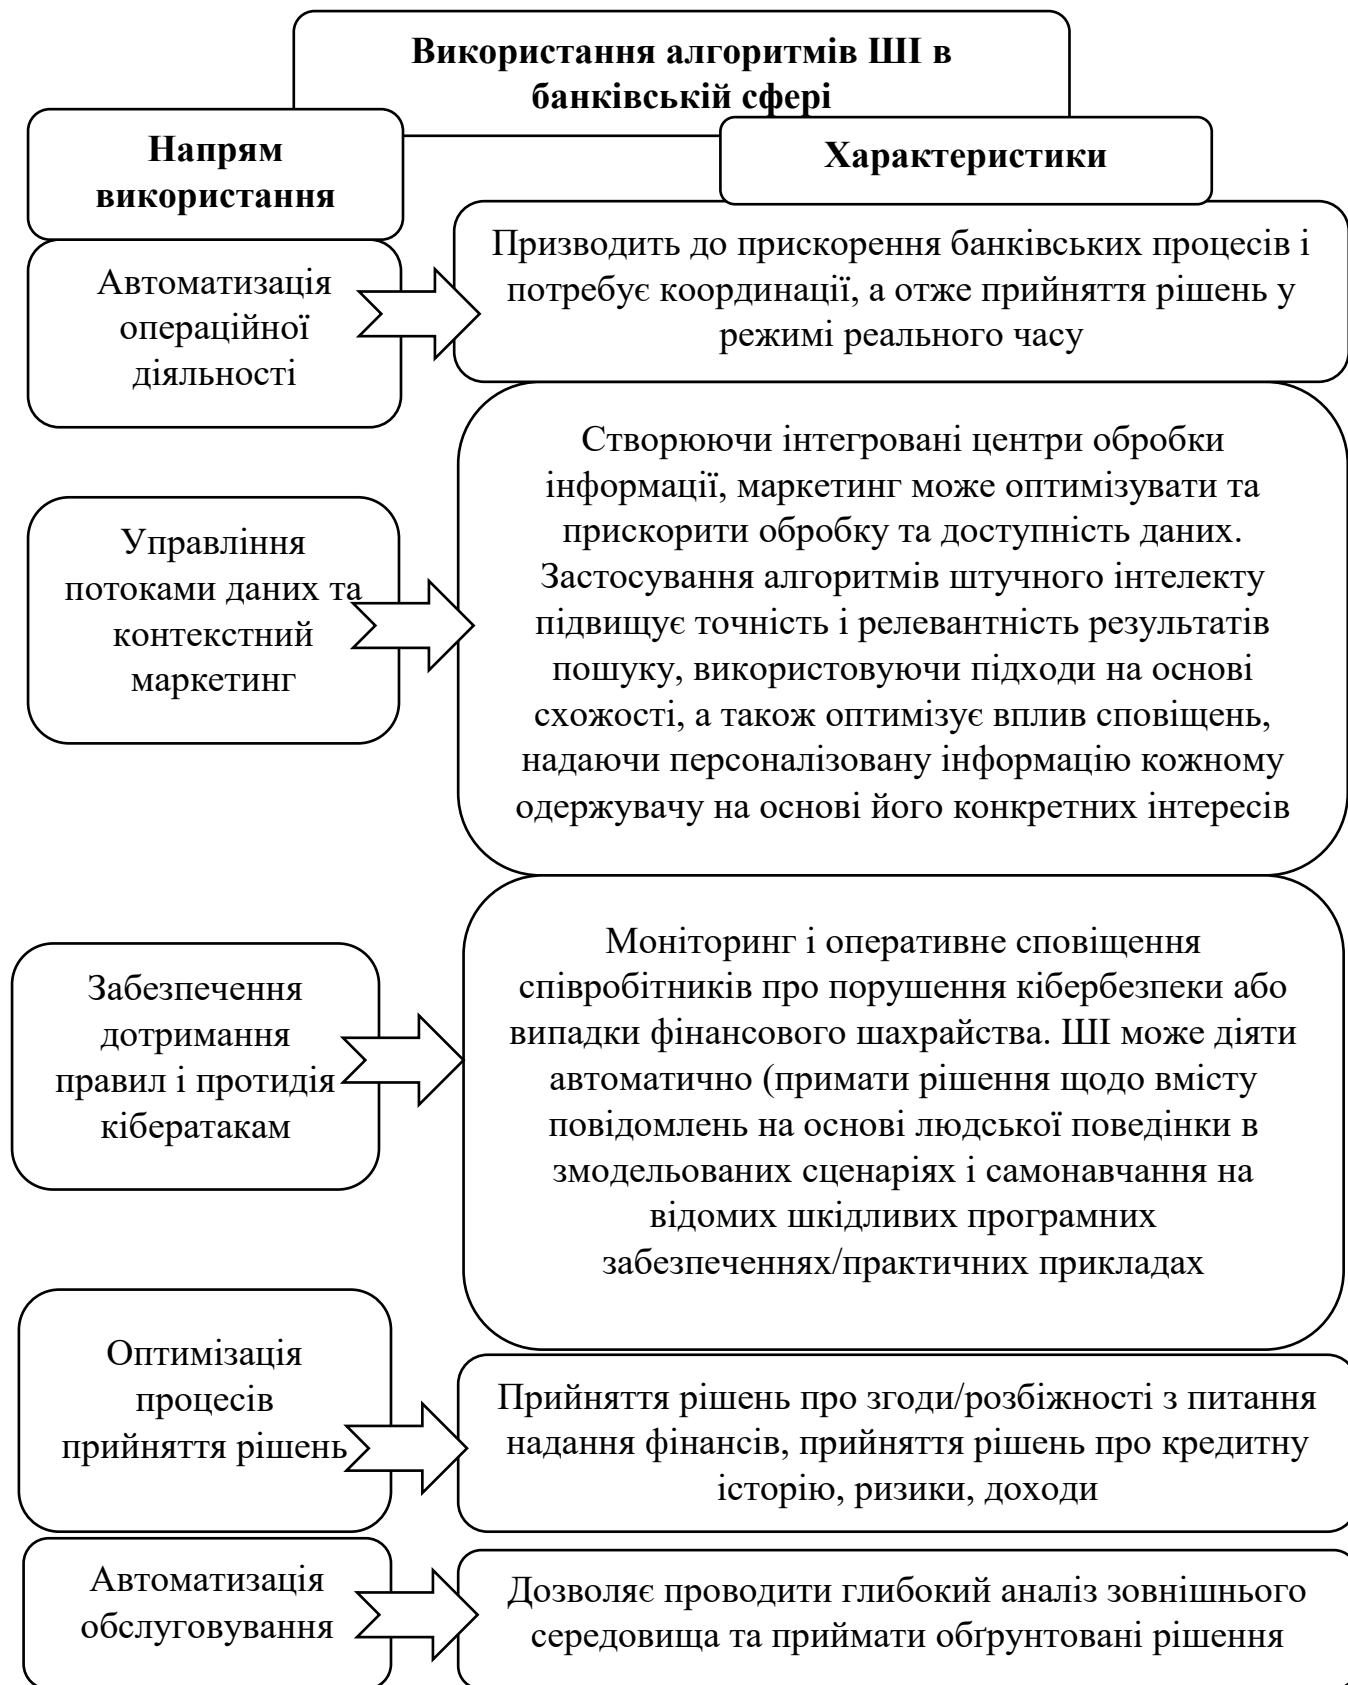 Використання алгоритмів ШІ в
банківській сфері
Напрям
використання
Характеристики
Автоматизація
операційної
діяльності
Призводить до прискорення банківських процесів і
потребує координації, а отже прийняття рішень у
режимі реального часу
Управління
потоками даних та
контекстний
маркетинг
Створюючи інтегровані центри обробки
інформації, маркетинг може оптимізувати та
прискорити обробку та доступність даних.
Застосування алгоритмів штучного інтелекту
підвищує точність і релевантність результатів
пошуку, використовуючи підходи на основі
схожості, а також оптимізує вплив сповіщень,
надаючи персоналізовану інформацію кожному
одержувачу на основі його конкретних інтересів
Забезпечення
дотримання
правил і протидія
кібератакам
Моніторинг і оперативне сповіщення
співробітників про порушення кібербезпеки або
випадки фінансового шахрайства. ШІ може діяти
автоматично (примати рішення щодо вмісту
повідомлень на основі людської поведінки в
змодельованих сценаріях і самонавчання на
відомих шкідливих програмних
забезпеченнях/практичних прикладах
Оптимізація
процесів
прийняття рішень
Прийняття рішень про згоди/розбіжності з питання
надання фінансів, прийняття рішень про кредитну
історію, ризики, доходи
Автоматизація
обслуговування
Дозволяє проводити глибокий аналіз зовнішнього
середовища та приймати обґрунтовані рішення